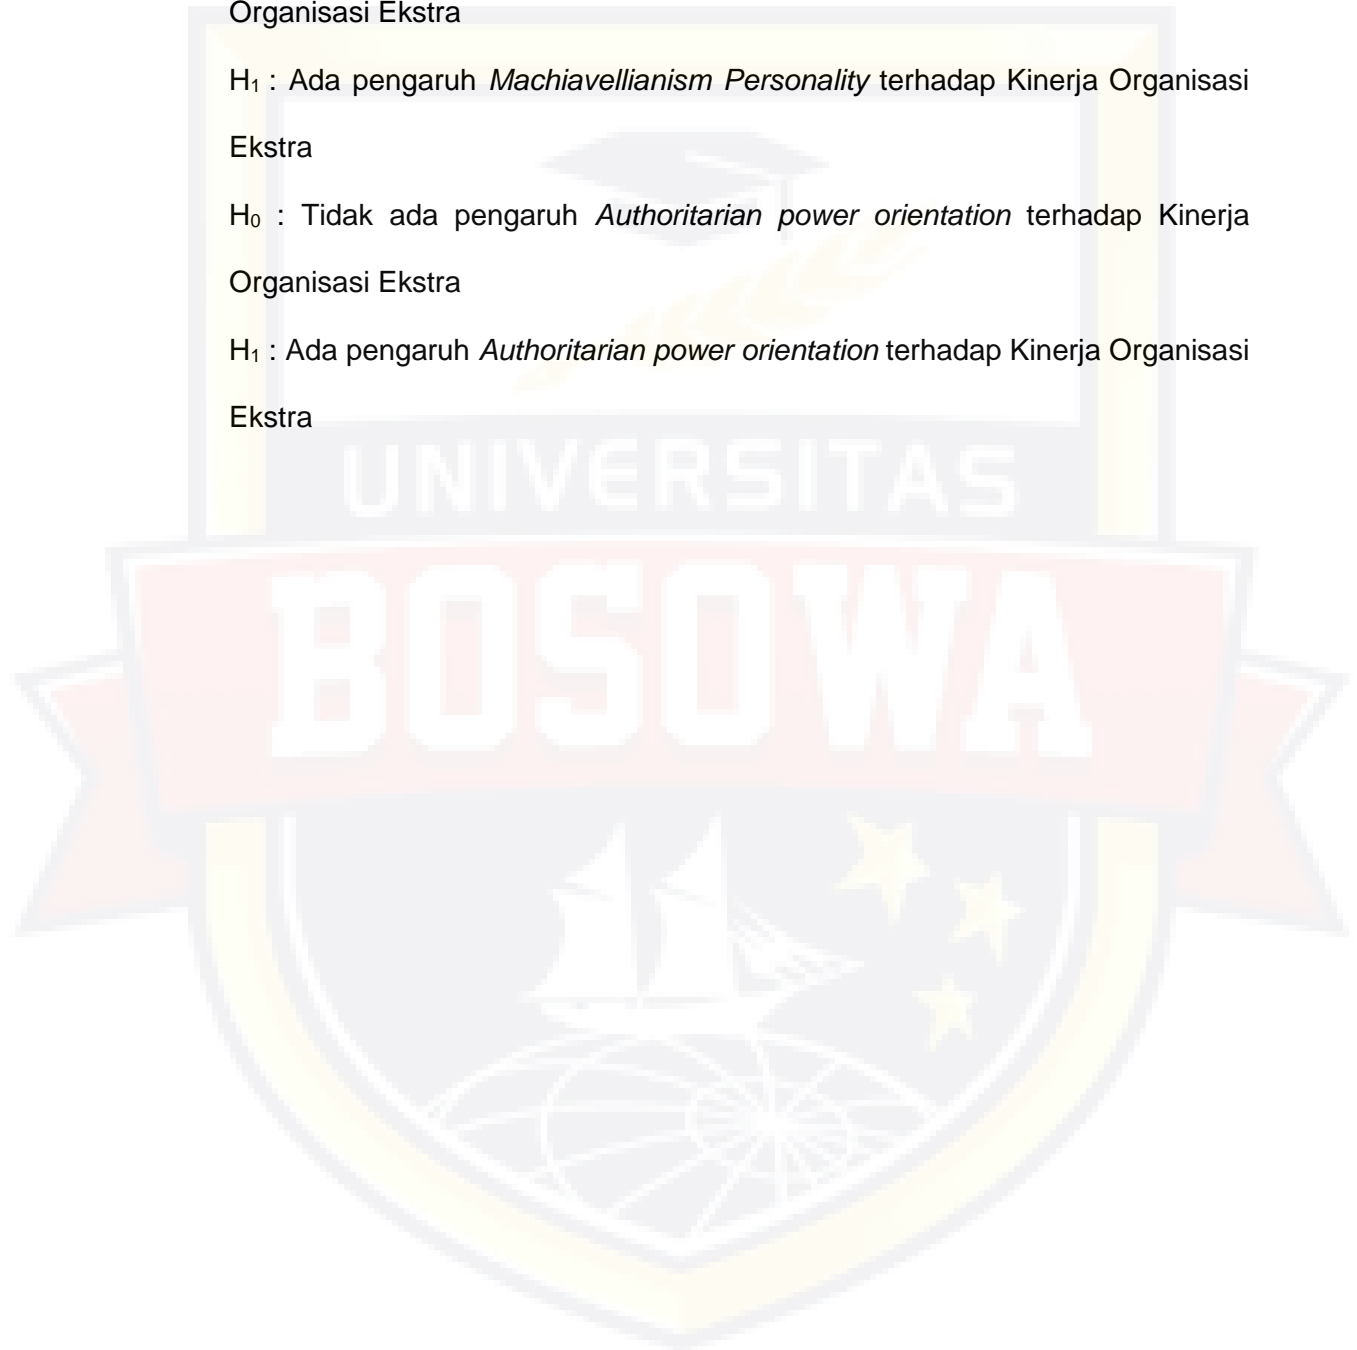 Organisasi Ekstra
H₁ : Ada pengaruh Machiavellianism Personality terhadap Kinerja Organisasi
Ekstra
H₀ : Tidak ada pengaruh Authoritarian power orientation terhadap Kinerja
Organisasi Ekstra
H₁ : Ada pengaruh Authoritarian power orientation terhadap Kinerja Organisasi
Ekstra
UNIVERSITAS
BOSOWA